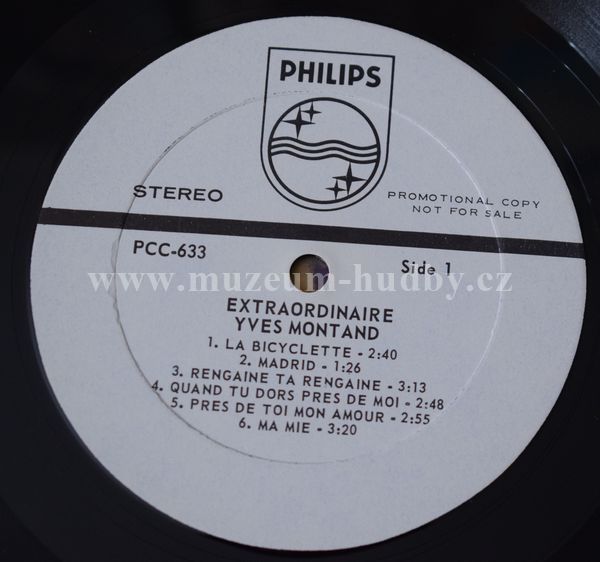 PHILIPS
STEREO
PROMOTIONAL COPY
NOT FOR SALE
PCC-633
Side 1
www.muzeum-hudby.cz
EXTRAORDINAIRE
YVES MONTAND
1. LA BICYCLETTE - 2:40
2. MADRID - 1:26
3. RENGAINE TA RENGAINE - 3:13
4. QUAND TU DORS PRES DE MOI - 2:48
5. PRES DE TOI MON AMOUR - 2:55
6. MA MIE - 3:20